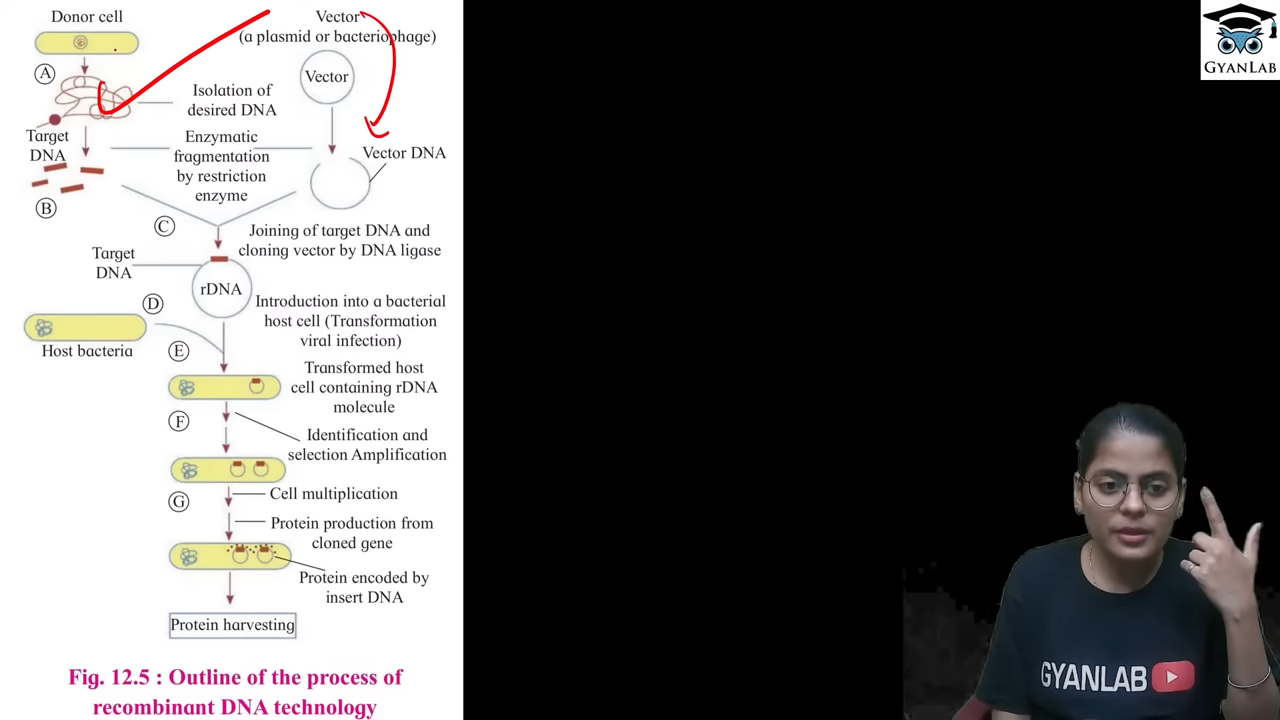 Donor cell
Vector
(a plasmid or bacteriophage)
A
Vector
Isolation of
desired DNA
Target
DNA
Enzymatic
fragmentation
by restriction
enzyme
Vector DNA
B
C
Joining of target DNA and
cloning vector by DNA ligase
Target
DNA
rDNA
D
Introduction into a bacterial
host cell (Transformation
viral infection)
Host bacteria
E
Transformed host
cell containing rDNA
molecule
F
Identification and
selection Amplification
G
Cell multiplication
Protein production from
cloned gene
Protein encoded by
insert DNA
Protein harvesting
Fig. 12.5 : Outline of the process of
recombinant DNA technology
GYANLAB
GYANLAB